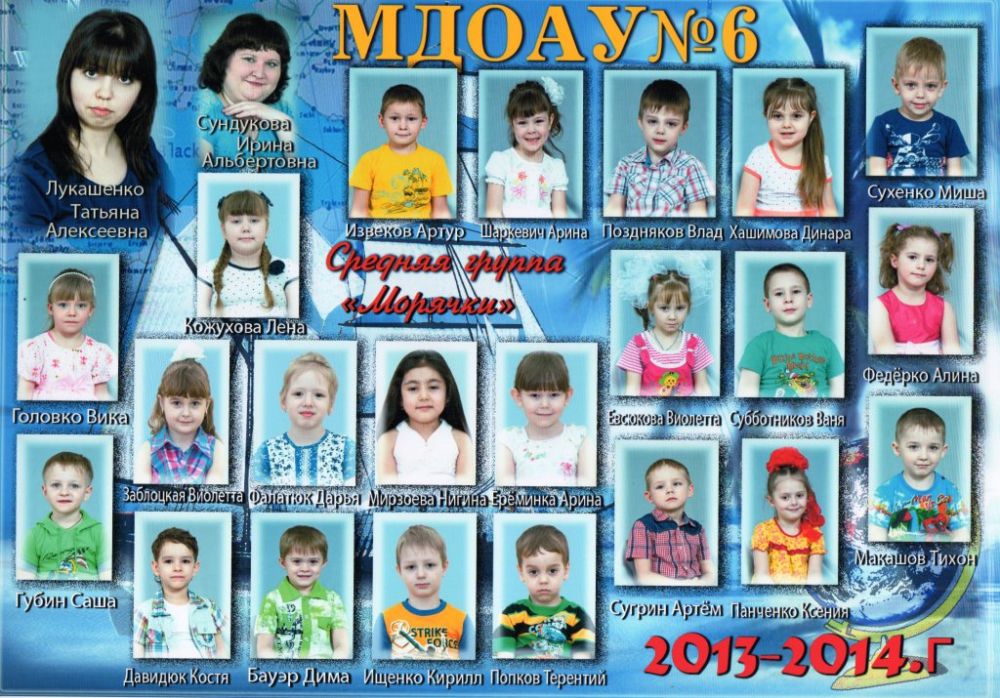 МДОАУ№6
Сундукова
Ирина
Альбертовна
Лукашенко
Татьяна
Алексеевна
Извеков Артур
Шаркевич Арина
Поздняков Влад
Хашимова Динара
Сухенко Миша
Средняя группа
«Морячки»
Кожухова Лена
Головко Вика
Евсюкова Виолетта
Субботников Ваня
Федёрко Алина
Заблоцкая Виолетта
Фалатюк Дарья
Мирзоева Нигина
Ерёминка Арина
Губин Саша
Сугрин Артём
Панченко Ксения
Макашов Тихон
Давидюк Костя
Бауэр Дима
Ищенко Кирилл
Попков Терентий
STRIKE
FORCE
2013-2014.г